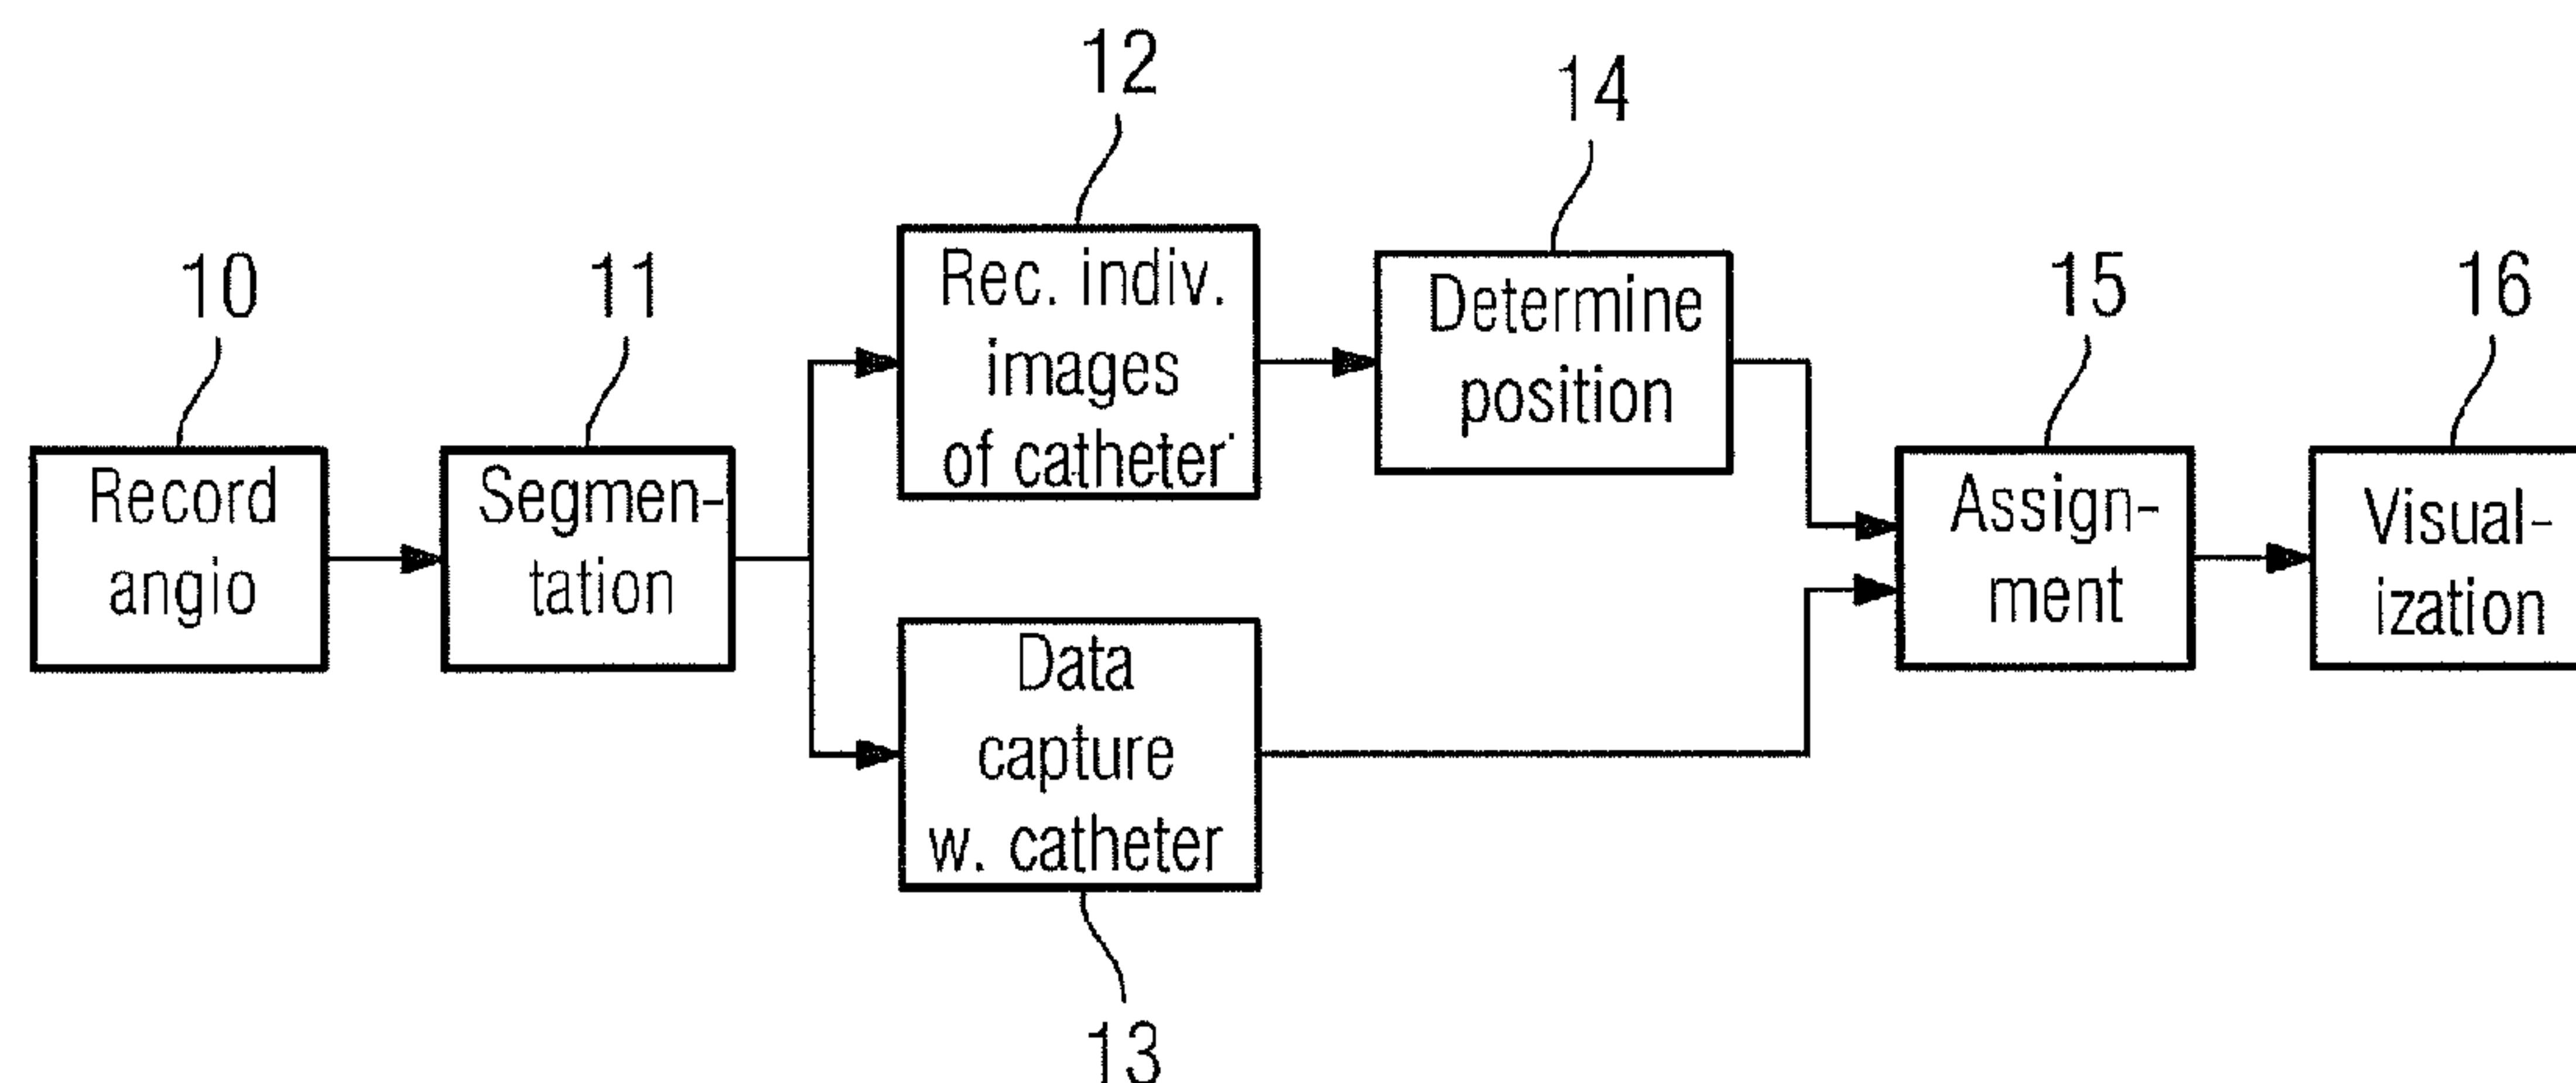 10
Record
angio
11
Segmen-
tation
12
Rec. indiv.
images
of catheter
13
Data
capture
w. catheter
14
Determine
position
15
Assign-
ment
16
Visual-
ization